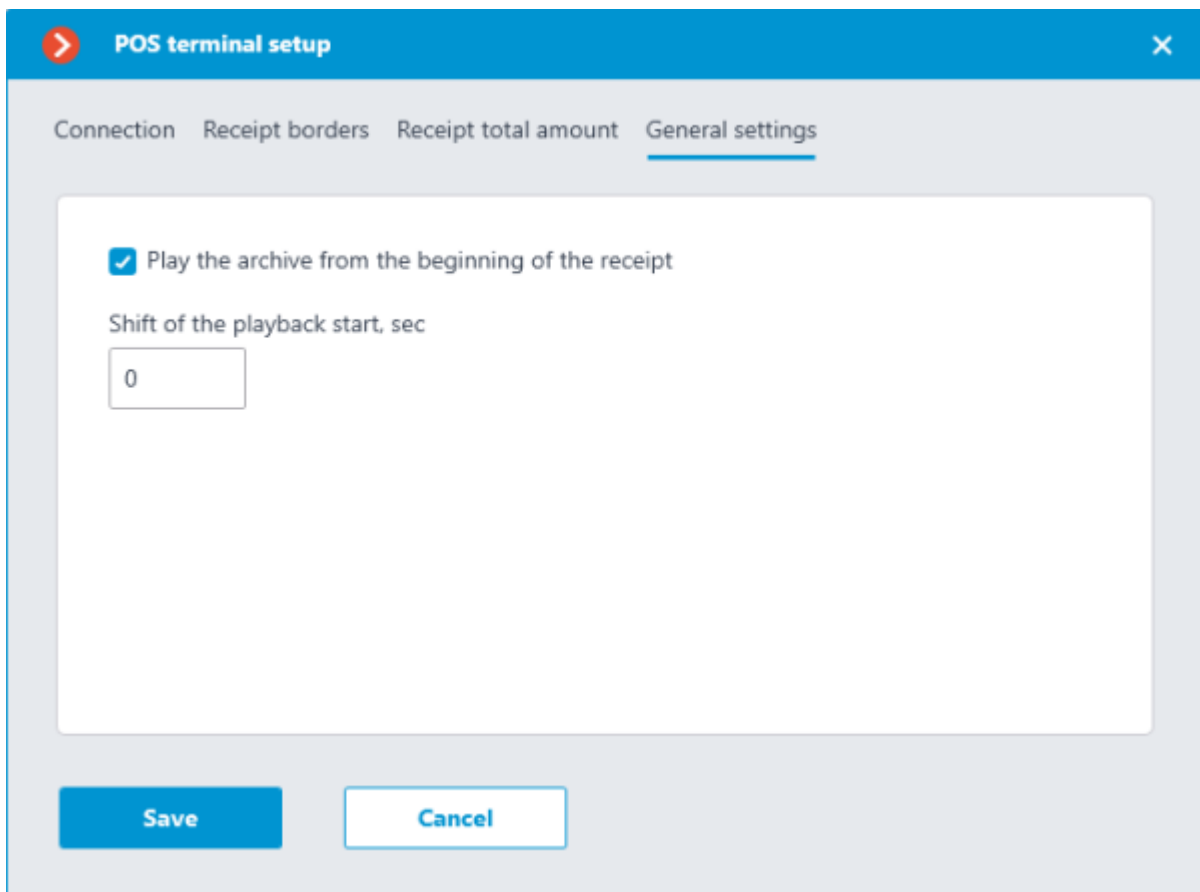 POS terminal setup
Connection Receipt borders Receipt total amount General settings
Play the archive from the beginning of the receipt
Shift of the playback start, sec
0
Save Cancel